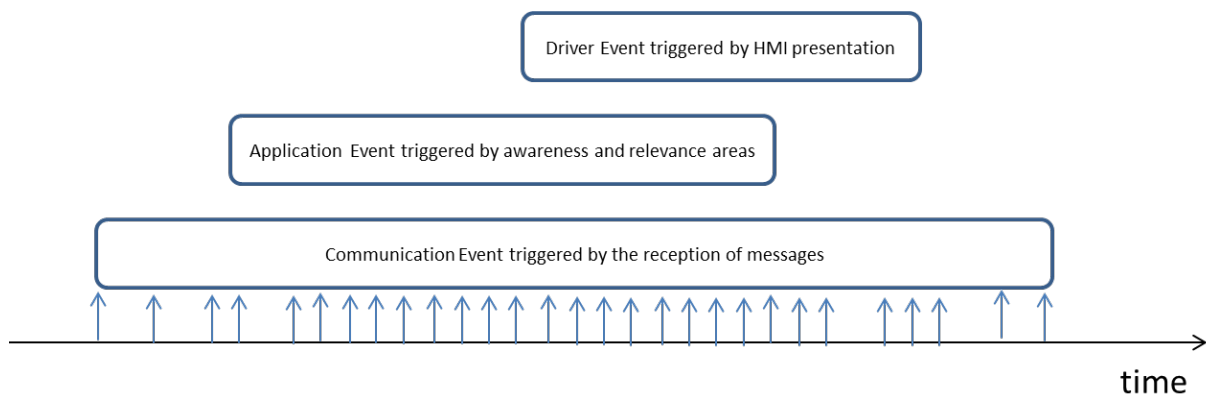 Driver Event triggered by HMI presentation
Application Event triggered by awareness and relevance areas
Communication Event triggered by the reception of messages
time